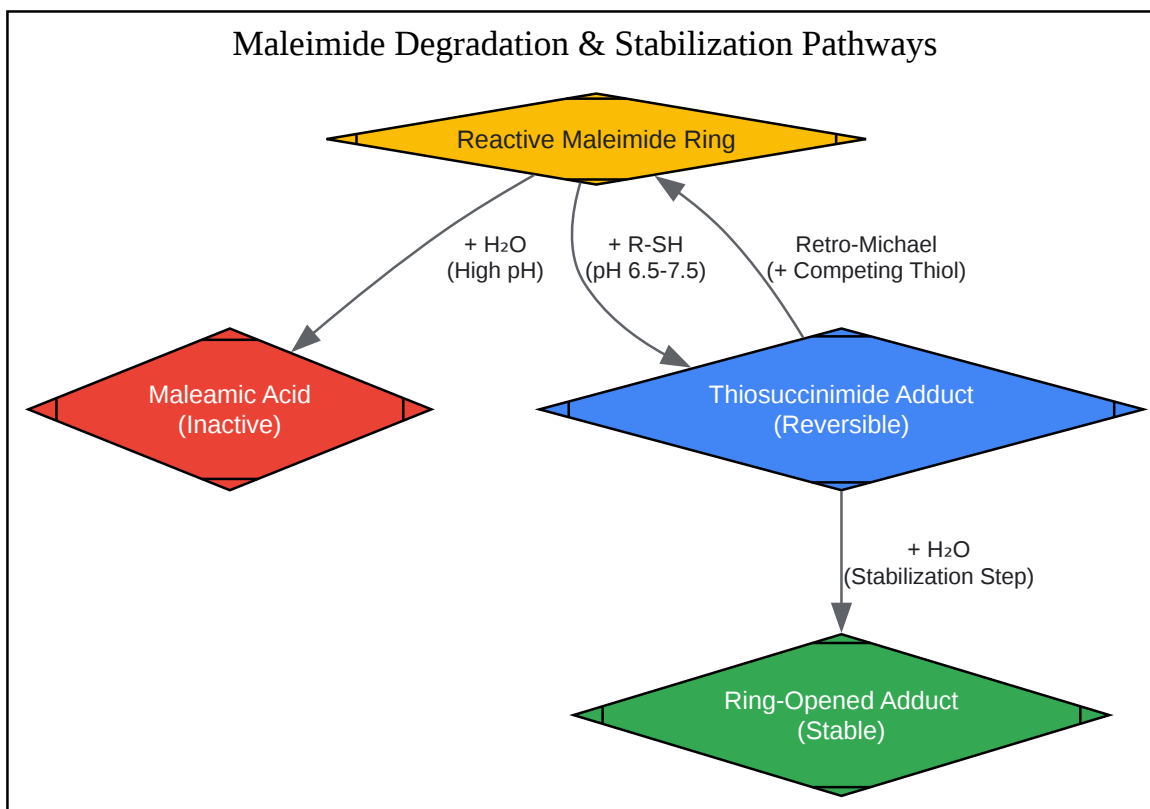 Maleimide Degradation & Stabilization Pathways
Reactive Maleimide Ring
+ H₂O
(High pH)
+ R-SH
(pH 6.5-7.5)
Retro-Michael
(+ Competing Thiol)
Maleamic Acid
(Inactive)
Thiosuccinimide Adduct
(Reversible)
+ H₂O
(Stabilization Step)
Ring-Opened Adduct
(Stable)